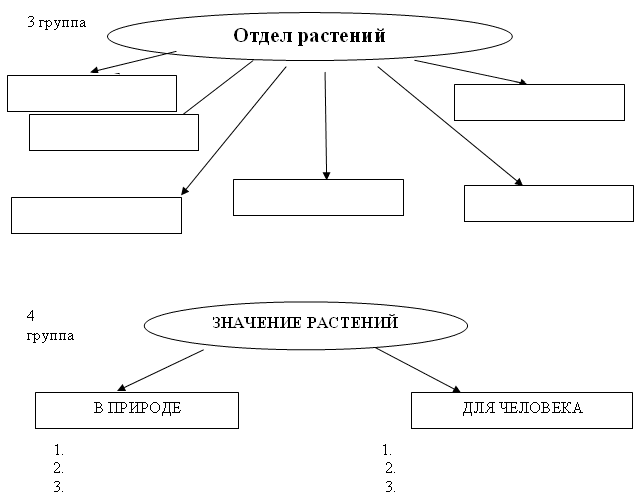 3 группа
Отдел растений
4
группа
ЗНАЧЕНИЕ РАСТЕНИЙ
В ПРИРОДЕ
ДЛЯ ЧЕЛОВЕКА
1.
2.
3.
1.
2.
3.